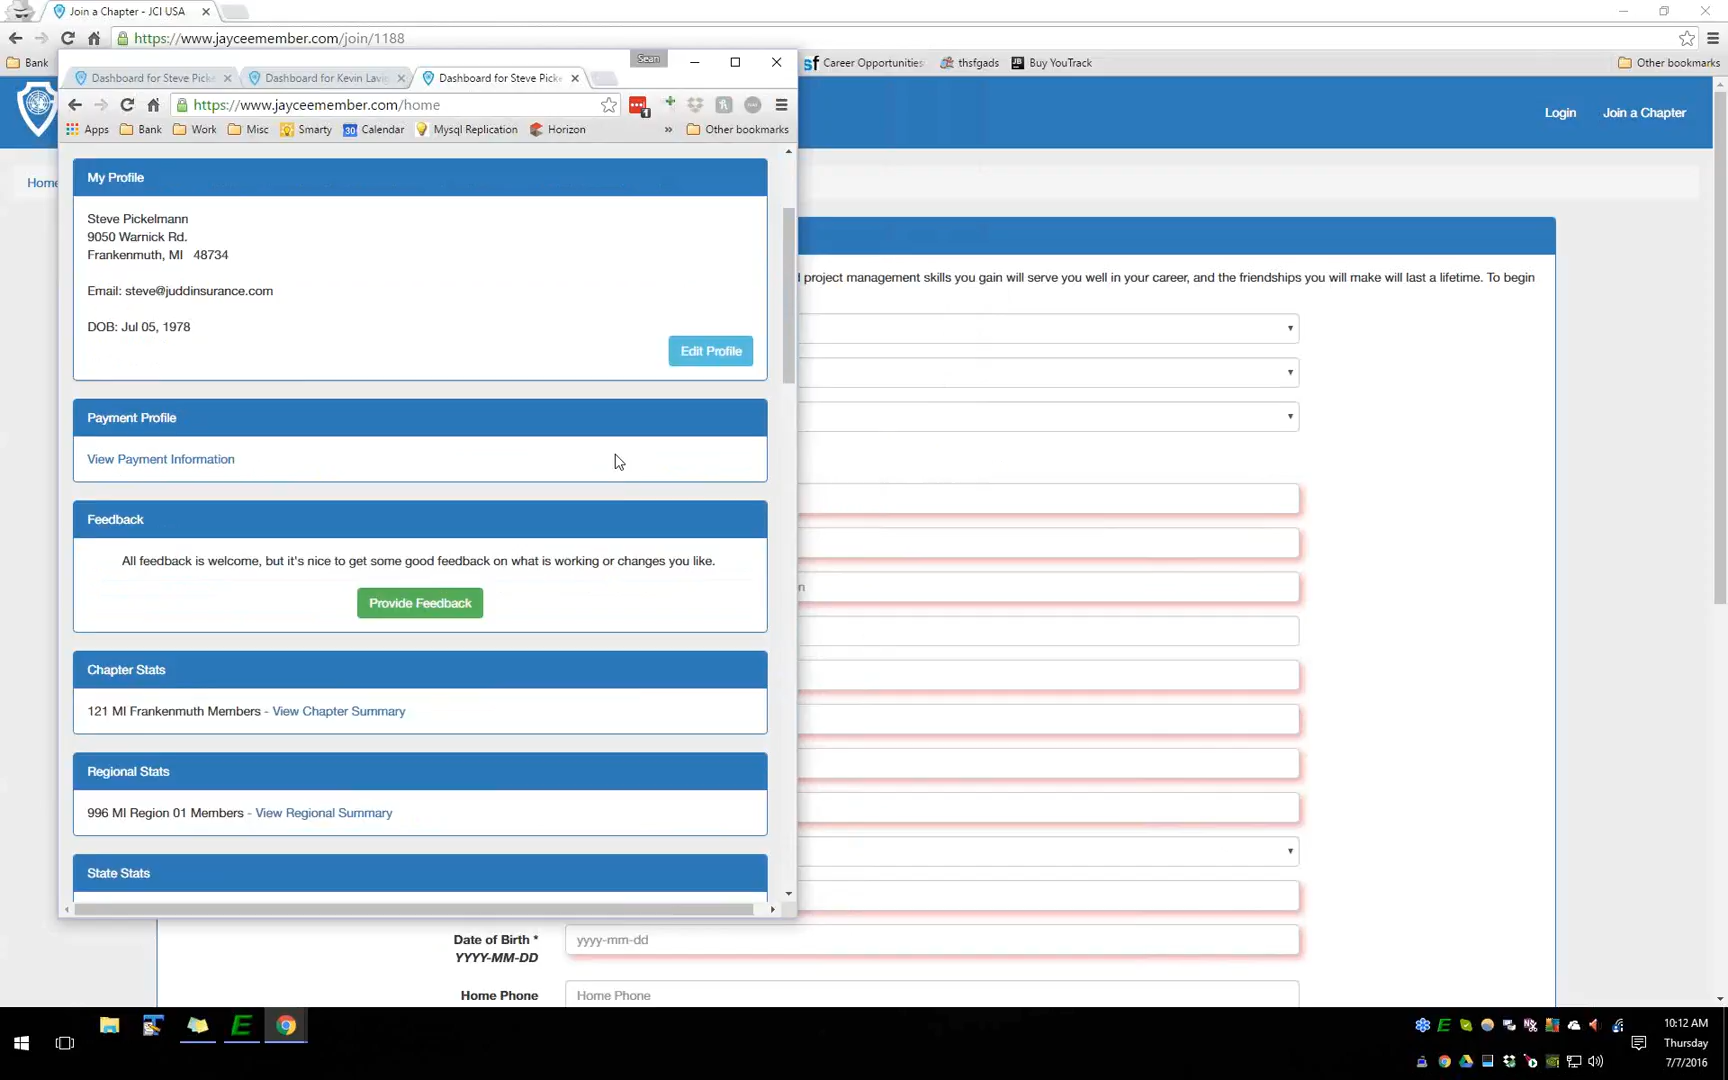 Join a Chapter - JCI USA
https://www.jayceemember.com/join/1188
Bank
Career Opportunities
thsfgads
Buy YouTrack
Other bookmarks
Login
Join a Chapter
Home
Sean
Dashboard for Steve Picke
Dashboard for Kevin Lavi
Dashboard for Steve Picke
https://www.jayceemember.com/home
Apps
Bank
Work
Misc
Smarty
Calendar
Mysql Replication
Horizon
»
Other bookmarks
My Profile
Steve Pickelmann
9050 Warnick Rd.
Frankenmuth, MI 48734
Email: steve@juddinsurance.com
DOB: Jul 05, 1978
Edit Profile
Payment Profile
View Payment Information
Feedback
All feedback is welcome, but it's nice to get some good feedback on what is working or changes you like.
Provide Feedback
Chapter Stats
121 MI Frankenmuth Members - View Chapter Summary
Regional Stats
996 MI Region 01 Members - View Regional Summary
State Stats
project management skills you gain will serve you well in your career, and the friendships you will make will last a lifetime. To begin
Date of Birth *
YYYY-MM-DD
yyyy-mm-dd
Home Phone
Home Phone
10:12 AM
Thursday
7/7/2016